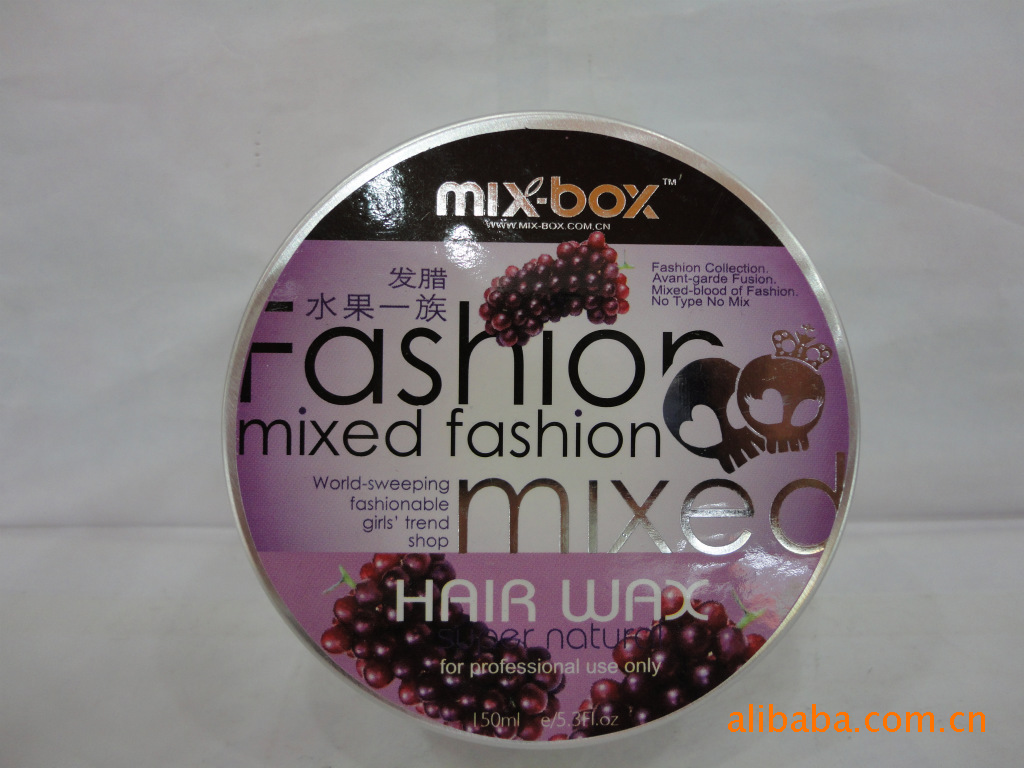 mix-box™
WWW.MIX-BOX.COM.CN
发腊
水果一族
Fashion Collection.
Avant-garde Fusion.
Mixed-blood of Fashion.
No Type No Mix
Fashion
mixed fashion
World-sweeping
fashionable
girls' trend
shop
mixed
HAIR WAX
super natural
for professional use only
150ml e/5.3Fl.oz
alibaba.com.cn